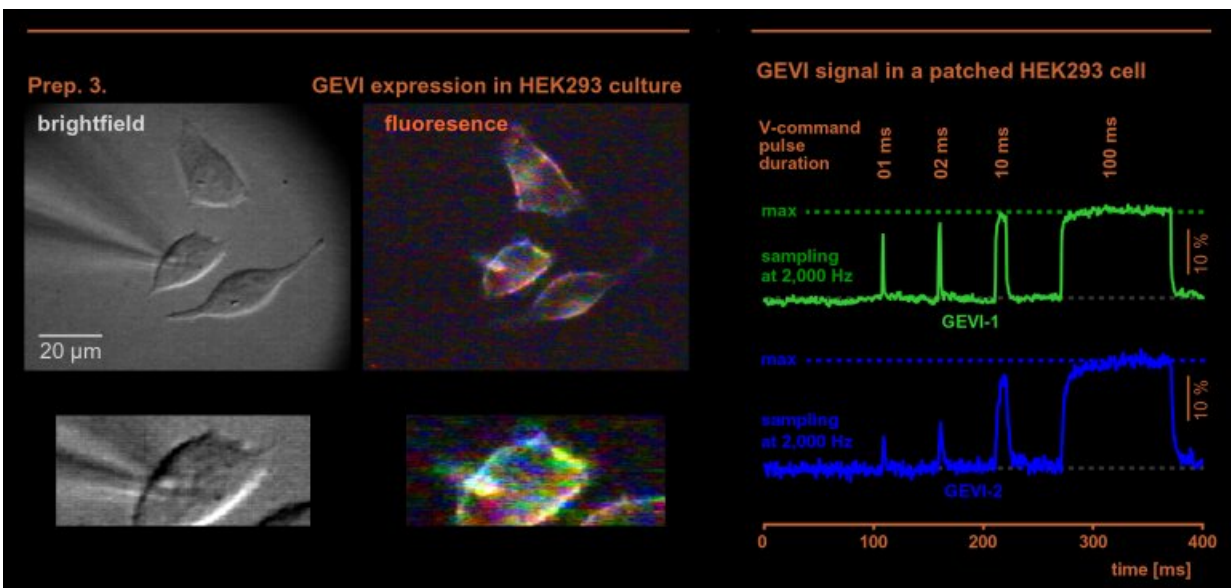 Prep. 3.
GEVI expression in HEK293 culture
brightfield
fluoresence
20 µm
GEVI signal in a patched HEK293 cell
V-command
pulse
duration
01 ms
02 ms
10 ms
100 ms
max
sampling
at 2,000 Hz
10 %
GEVI-1
max
sampling
at 2,000 Hz
10 %
GEVI-2
0
100
200
300
400
time [ms]